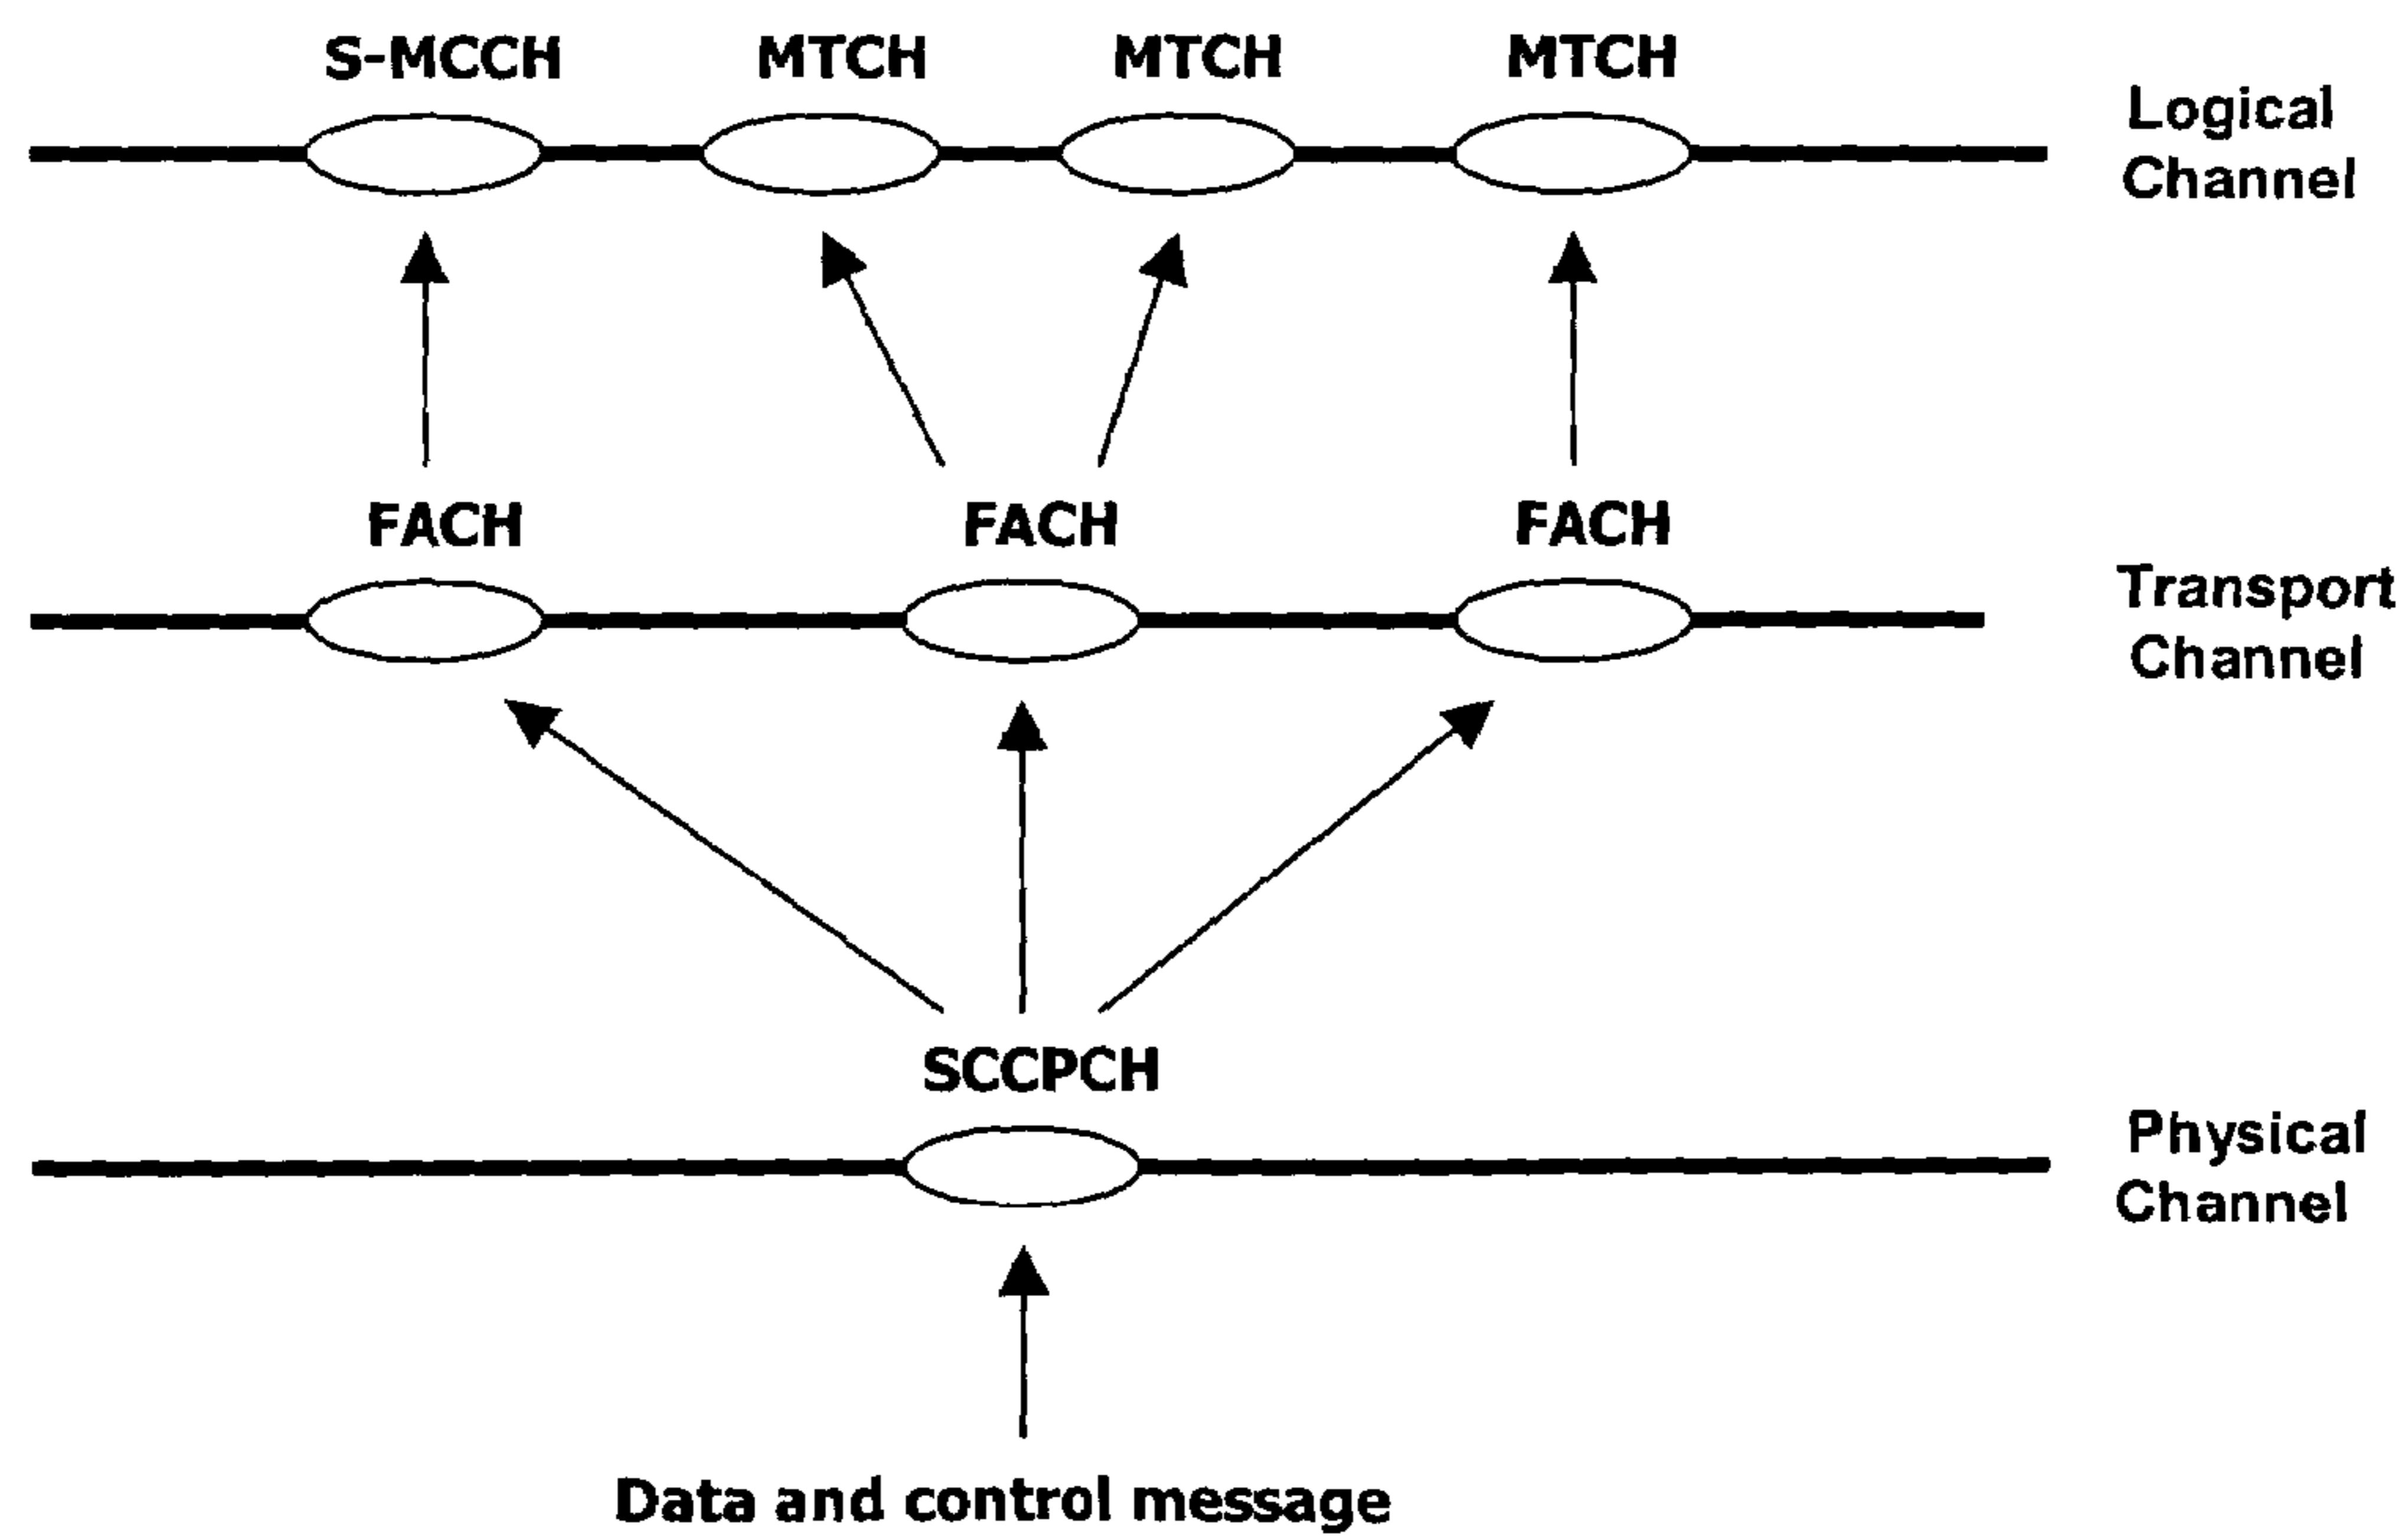 S-MCCH MTCH MTCH MTCH
Logical
Channel
FACH FACH FACH
Transport
Channel
SCCPCH
Physical
Channel
Data and control message